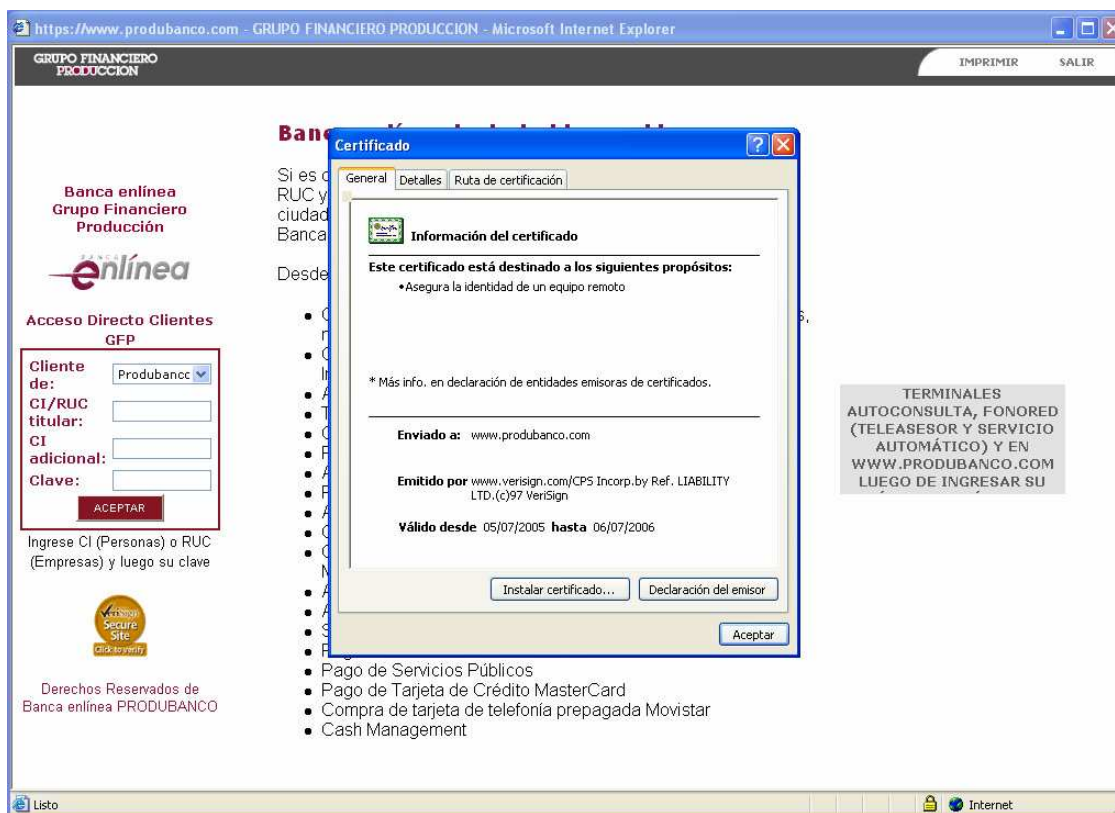 https://www.produbanco.com - GRUPO FINANCIERO PRODUCCION - Microsoft Internet Explorer
GRUPO FINANCIERO
PRODUCCION
IMPRIMIR SALIR
Banca enlínea
Grupo Financiero
Producción
BANCA
enlínea
Acceso Directo Clientes
GFP
Cliente
de:
Produbancc
CI/RUC
titular:
CI
adicional:
Clave:
ACEPTAR
Ingrese CI (Personas) o RUC
(Empresas) y luego su clave
VeriSign
Secure
Site
Click to verify
Derechos Reservados de
Banca enlínea PRODUBANCO
Si es
RUC y
ciudad
Banca
Desde
Certificado
General Detalles Ruta de certificación
Información del certificado
Este certificado está destinado a los siguientes propósitos:
•Asegura la identidad de un equipo remoto
* Más info. en declaración de entidades emisoras de certificados.
Enviado a: www.produbanco.com
Emitido por www.verisign.com/CPS Incorp.by Ref. LIABILITY
LTD.(c)97 VeriSign
Válido desde 05/07/2005 hasta 06/07/2006
Instalar certificado... Declaración del emisor
Aceptar
• Pago de Servicios Públicos
• Pago de Tarjeta de Crédito MasterCard
• Compra de tarjeta de telefonía prepagada Movistar
• Cash Management
TERMINALES
AUTOCONSULTA, FONORED
(TELEASESOR Y SERVICIO
AUTOMÁTICO) Y EN
WWW.PRODUBANCO.COM
LUEGO DE INGRESAR SU
Listo
Internet